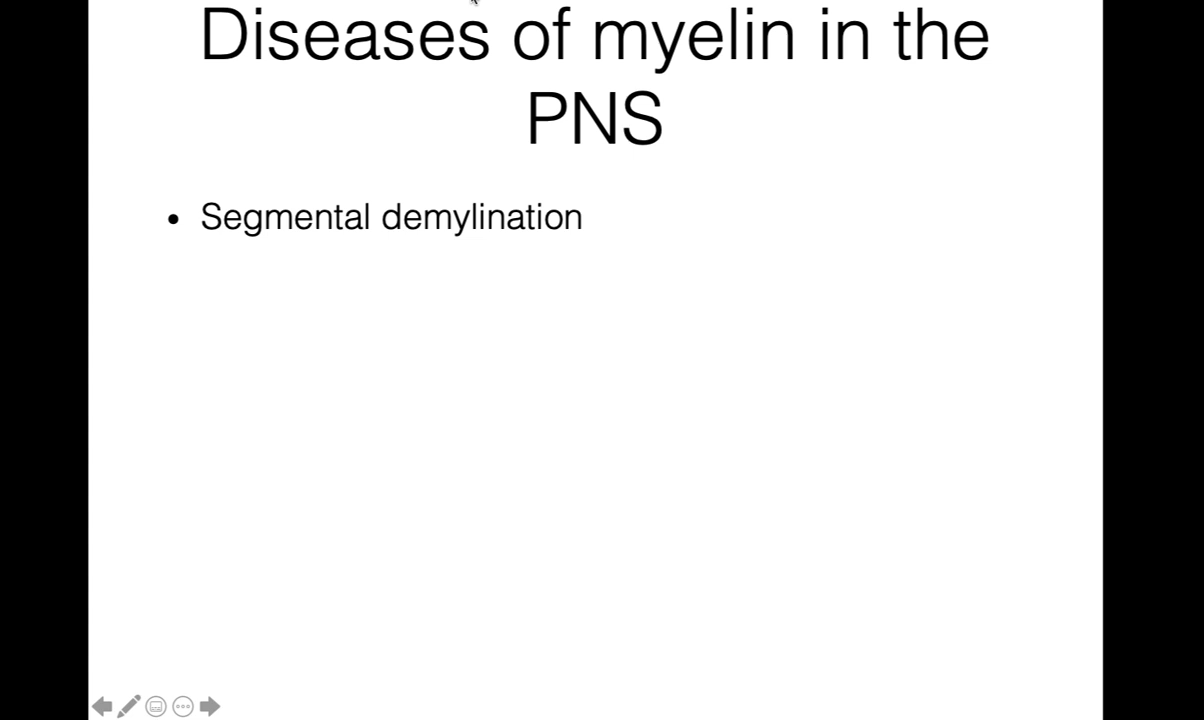 Diseases of myelin in the
PNS
• Segmental demylination